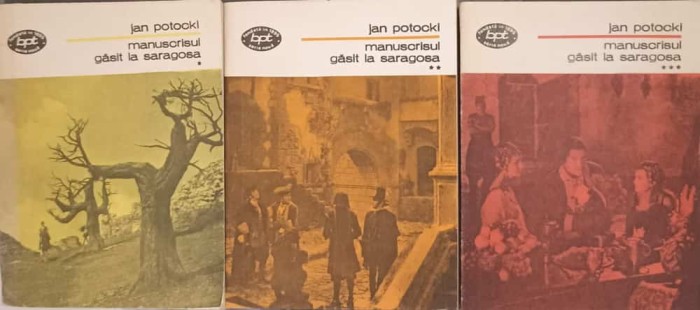 bpt
jan potocki
manuscrisul
găsit la saragosa
*
bpt
jan potocki
manuscrisul
găsit la saragosa
**
bpt
jan potocki
manuscrisul
găsit la saragosa
***